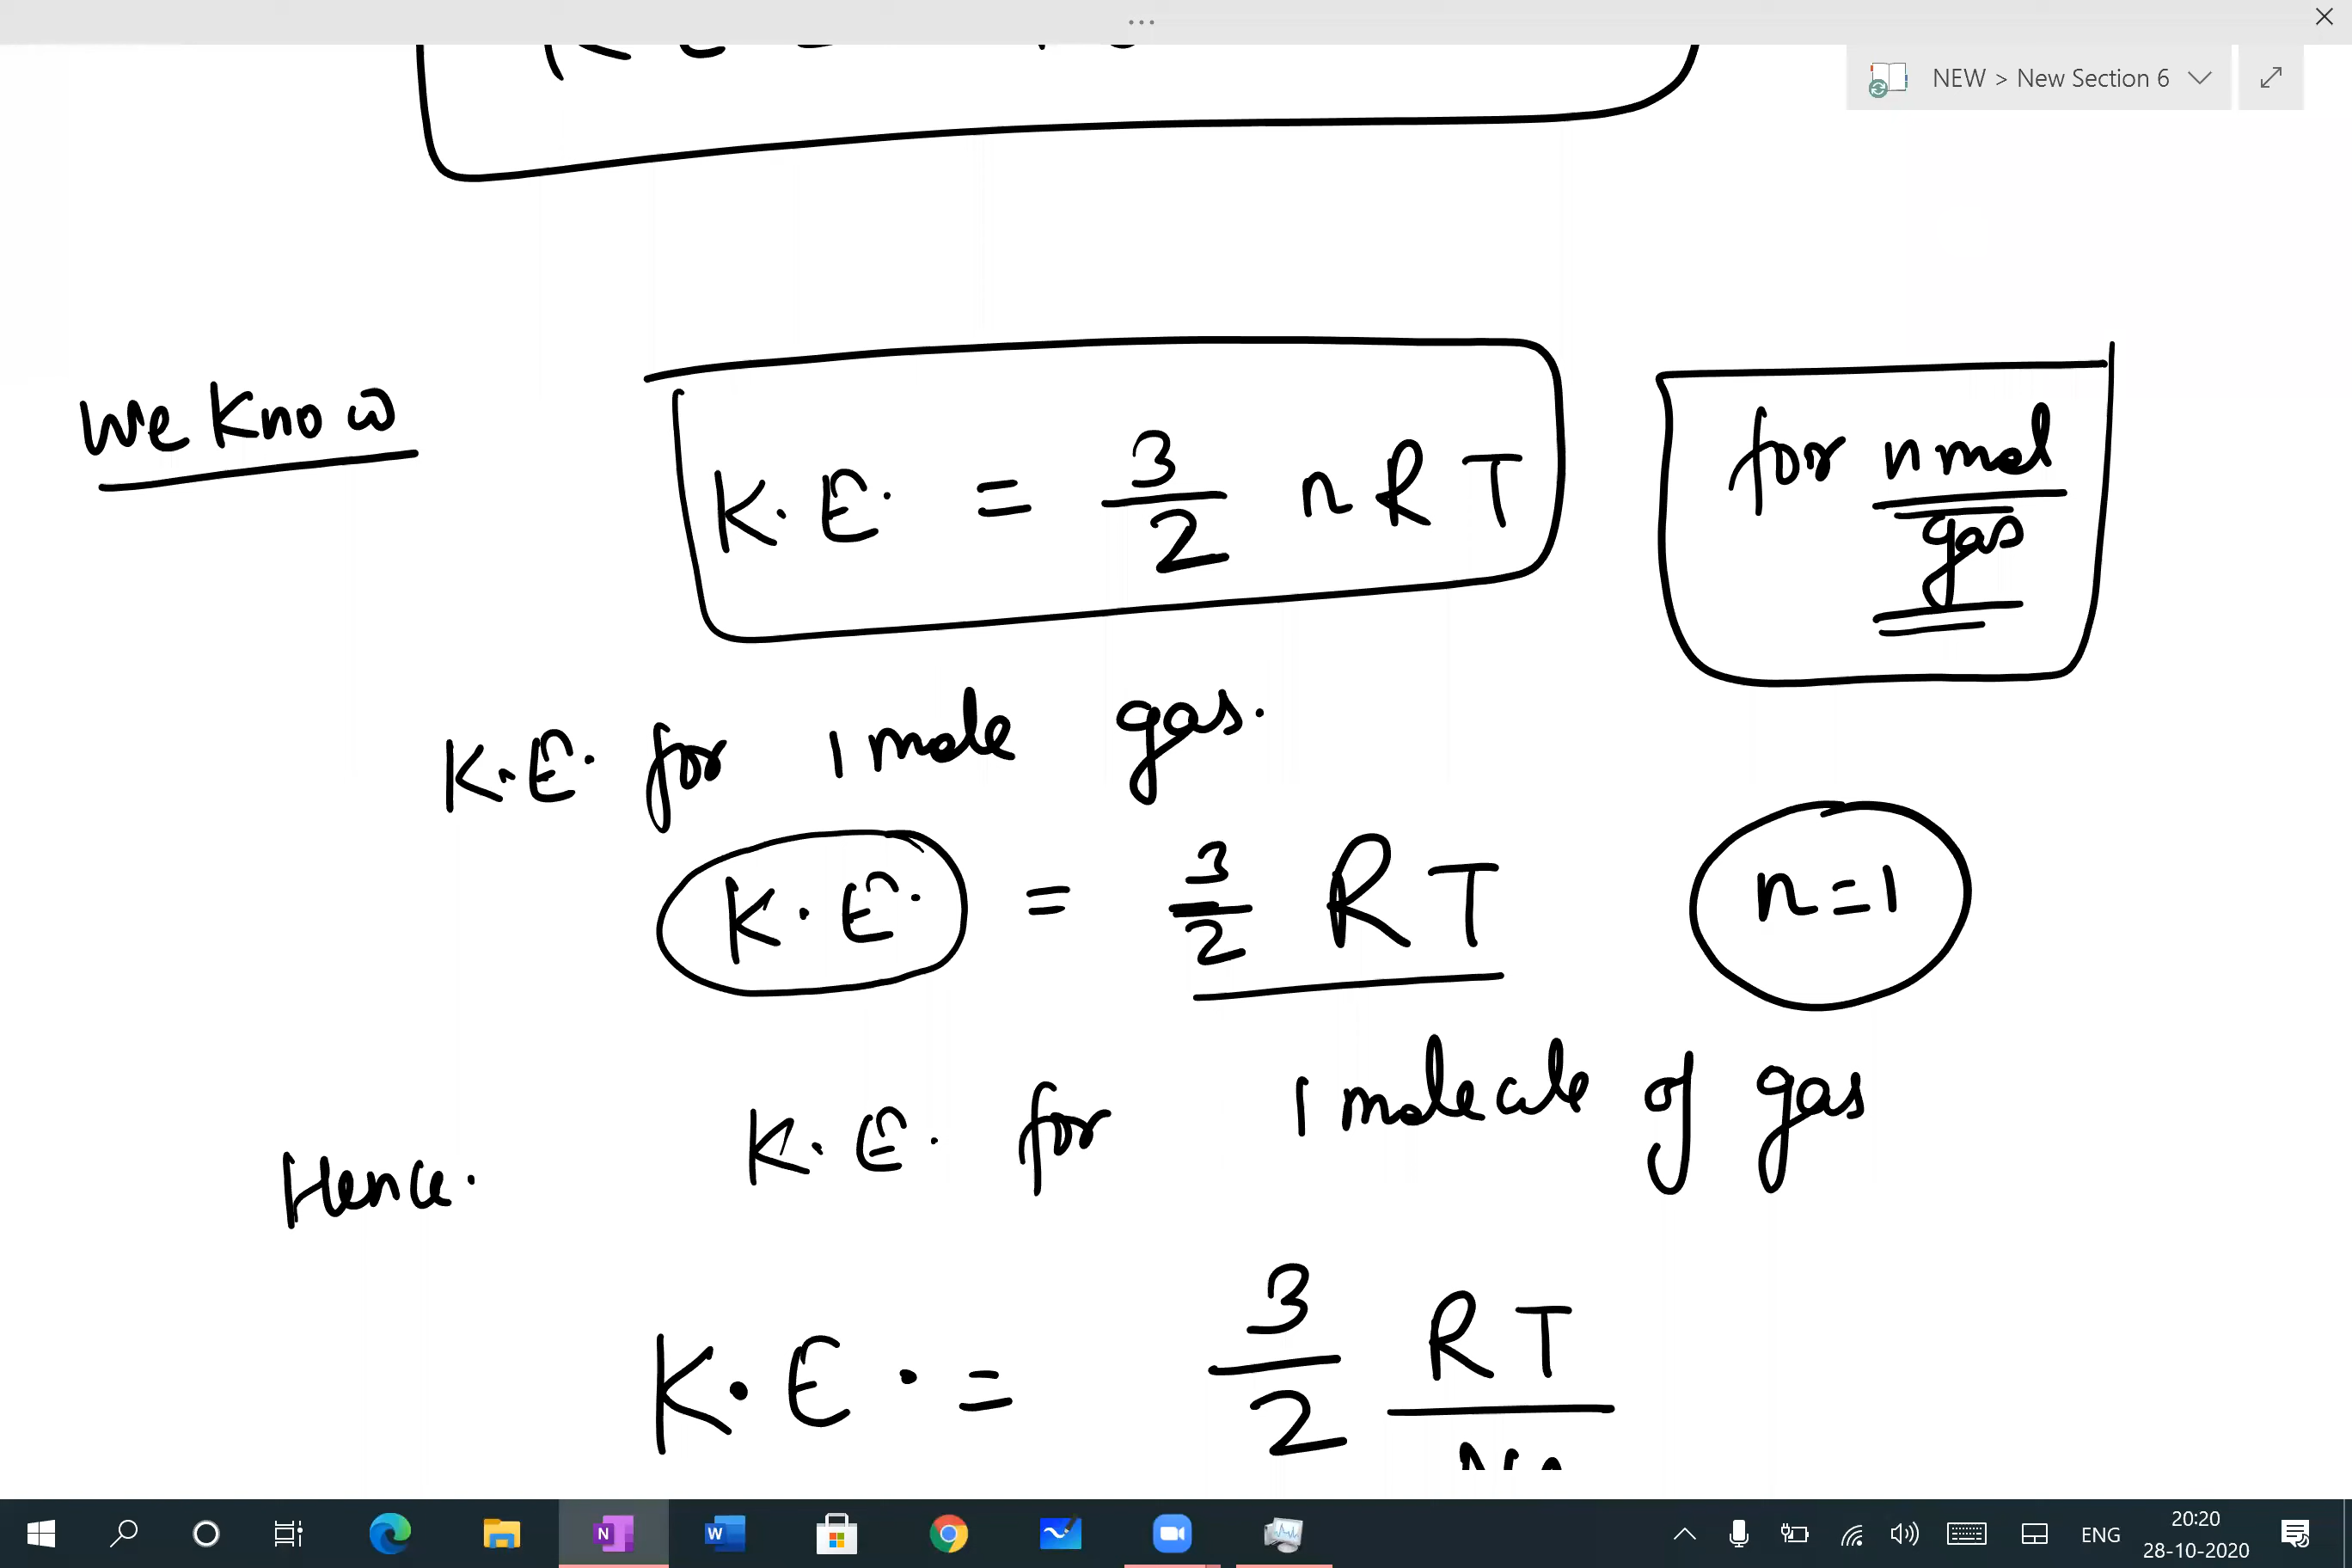 NEW > New Section 6
We know
K.E. = 3/2 nRT
for n mol
gas
K.E. for 1 mole gas.
K.E. = 3/2 RT
n=1
Hence. K.E. for 1 molecule of gas
K.E. = 3/2 RT
ENG
20:20
28-10-2020